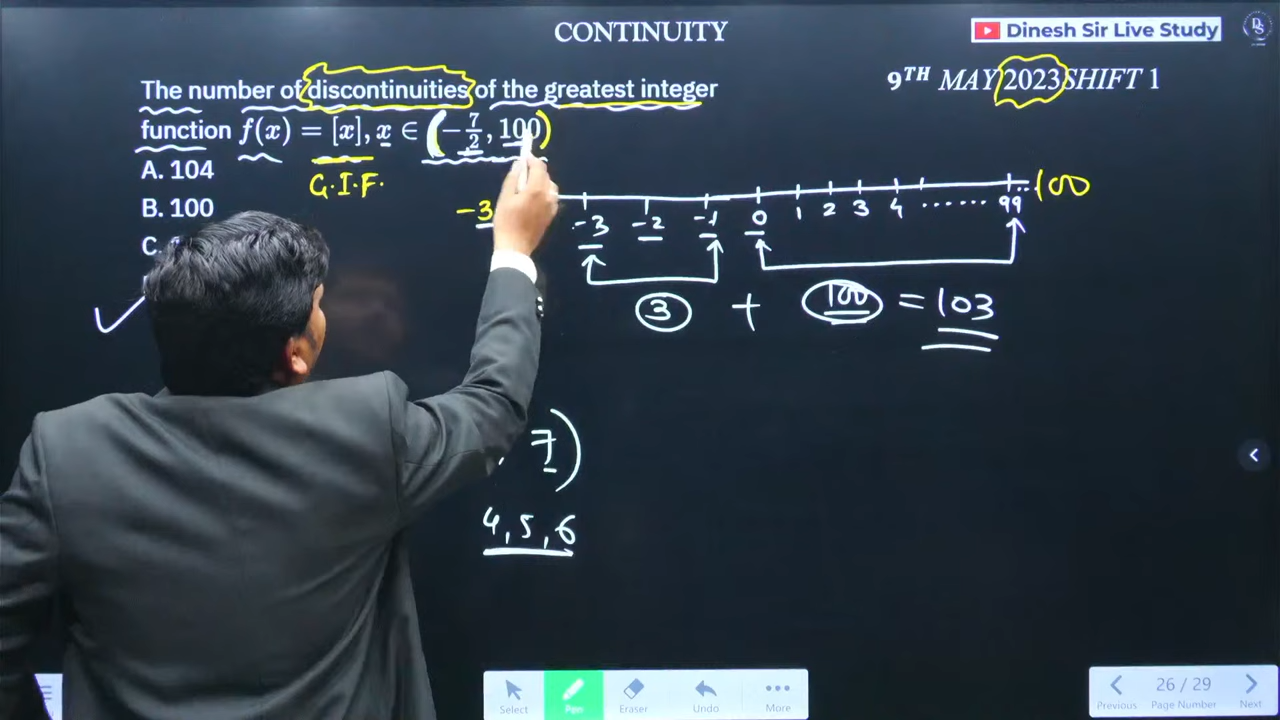 CONTINUITY
Dinesh Sir Live Study
DS
9TH MAY 2023 SHIFT 1
The number of discontinuities of the greatest integer
function f(x) = [x], x ∈ (−7/2, 100)
G.I.F.
A. 104
B. 100
C.
-3
-3 -2 -1 0 1 2 3 4 ...... 99 .. 100
3 + 100 = 103
, 7)
4, 5, 6
Select
Pen
Eraser
Undo
More
Previous
26 / 29
Page Number
Next